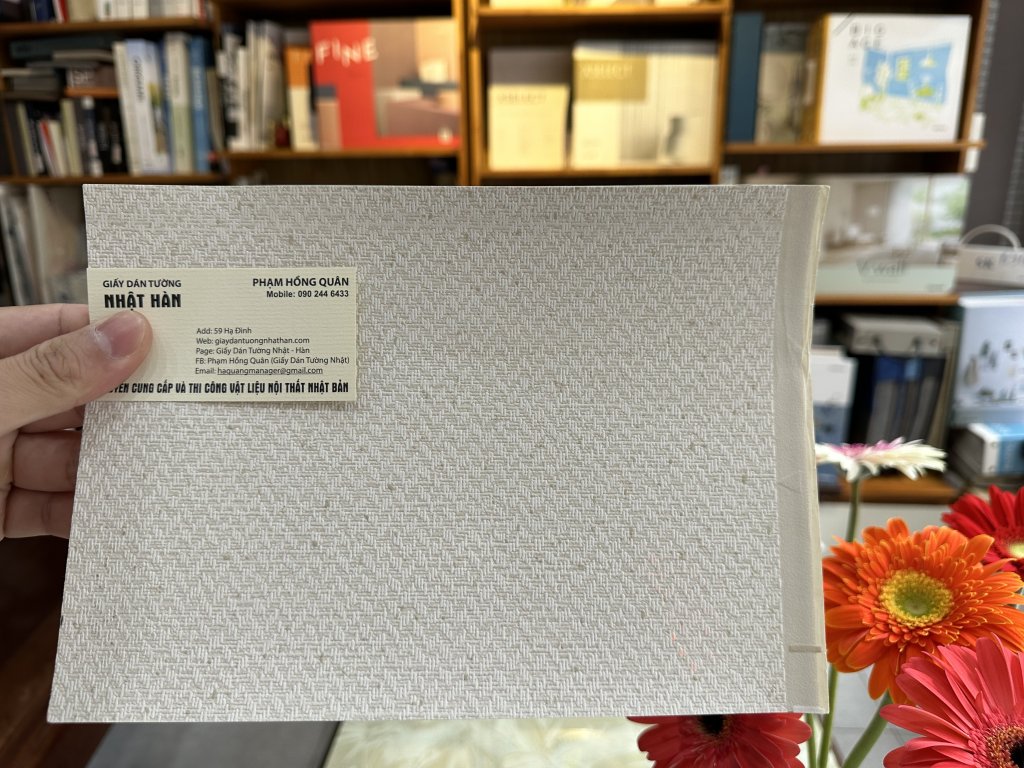 FINE
GIẤY DÁN TƯỜNG
NHẬT HÀN
PHẠM HỒNG QUÂN
Mobile: 090 244 6433
Add: 59 Hạ Đình
Web: giaydantuongnhathan.com
Page: Giấy Dán Tường Nhật - Hàn
FB: Phạm Hồng Quân (Giấy Dán Tường Nhật)
Email: haquangmanager@gmail.com
CUNG CẤP VÀ THI CÔNG VẬT LIỆU NỘI THẤT NHẬT BẢN